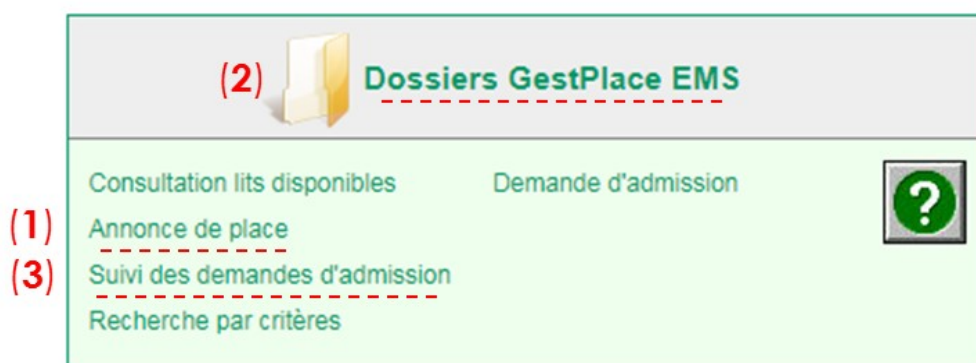 (2) Dossiers GestPlace EMS
Consultation lits disponibles Demande d'admission
(1) Annonce de place
(3) Suivi des demandes d'admission
Recherche par critères
?